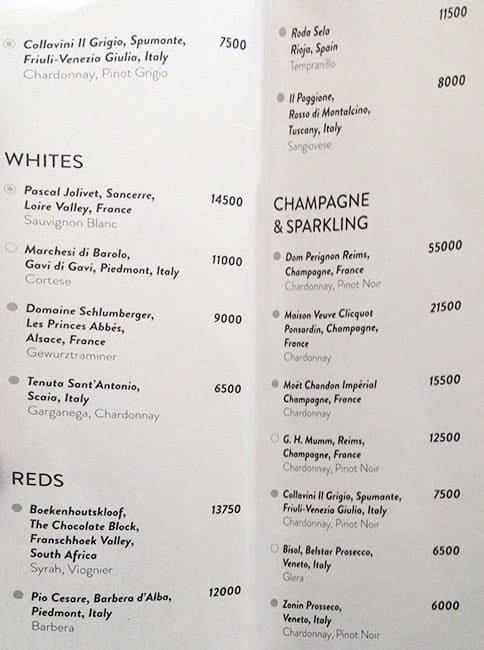 Collavini Il Grigio, Spumante, 7500
Friuli-Venezia Giulia, Italy
Chardonnay, Pinot Grigio
WHITES
Pascal Jolivet, Sancerre, 14500
Loire Valley, France
Sauvignon Blanc
Marchesi di Barolo, 11000
Gavi di Gavi, Piedmont, Italy
Cortese
Domaine Schlumberger, 9000
Les Princes Abbés,
Alsace, France
Gewurztraminer
Tenuta Sant'Antonio, 6500
Scaia, Italy
Garganega, Chardonnay
REDS
Boekenhoutskloof, 13750
The Chocolate Block,
Franschhoek Valley,
South Africa
Syrah, Viognier
Pio Cesare, Barbera d'Alba, 12000
Piedmont, Italy
Barbera
11500
Roda Sela
Rioja, Spain
Tempranillo
8000
Il Poggione,
Rosso di Montalcino,
Tuscany, Italy
Sangiovese
CHAMPAGNE
& SPARKLING
Dom Perignon Reims, 55000
Champagne, France
Chardonnay, Pinot Noir
Maison Veuve Clicquot 21500
Ponsardin, Champagne,
France
Chardonnay
Moët Chandon Impérial 15500
Champagne, France
Chardonnay
G. H. Mumm, Reims, 12500
Champagne, France
Chardonnay, Pinot Noir
Collavini Il Grigio, Spumante, 7500
Friuli-Venezia Giulia, Italy
Chardonnay, Pinot Noir
Bisol, Belstar Prosecco, 6500
Veneto, Italy
Glera
Zonin Prosseco, 6000
Veneto, Italy
Chardonnay, Pinot Noir